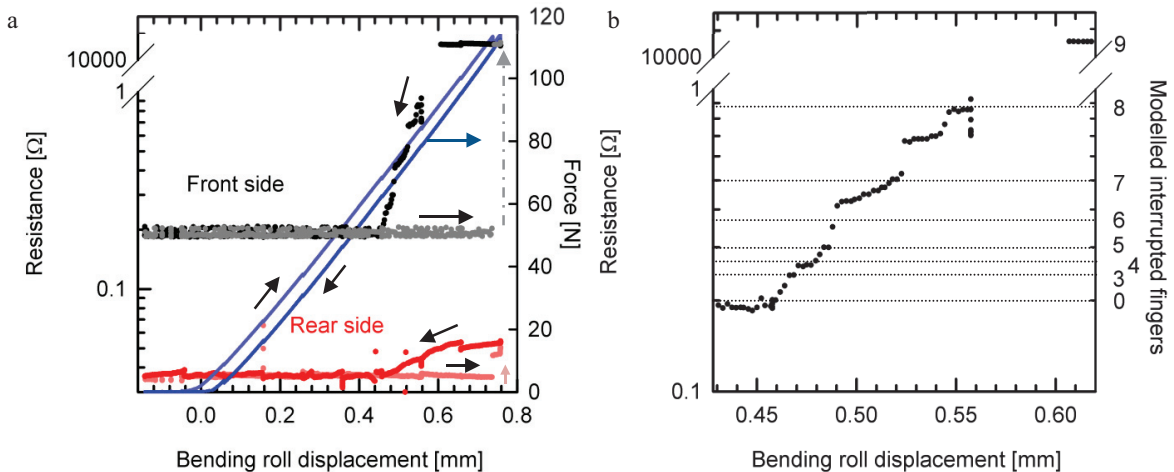 a
b
10000
1
0.1
Resistance [Ω]
Front side
Rear side
120
100
80
60
40
20
0
Force [N]
0.0 0.2 0.4 0.6 0.8
Bending roll displacement [mm]
10000
1
0.1
Resistance [Ω]
9
8
7
6
5
4
3
0
Modelled interrupted fingers
0.45 0.50 0.55 0.60
Bending roll displacement [mm]